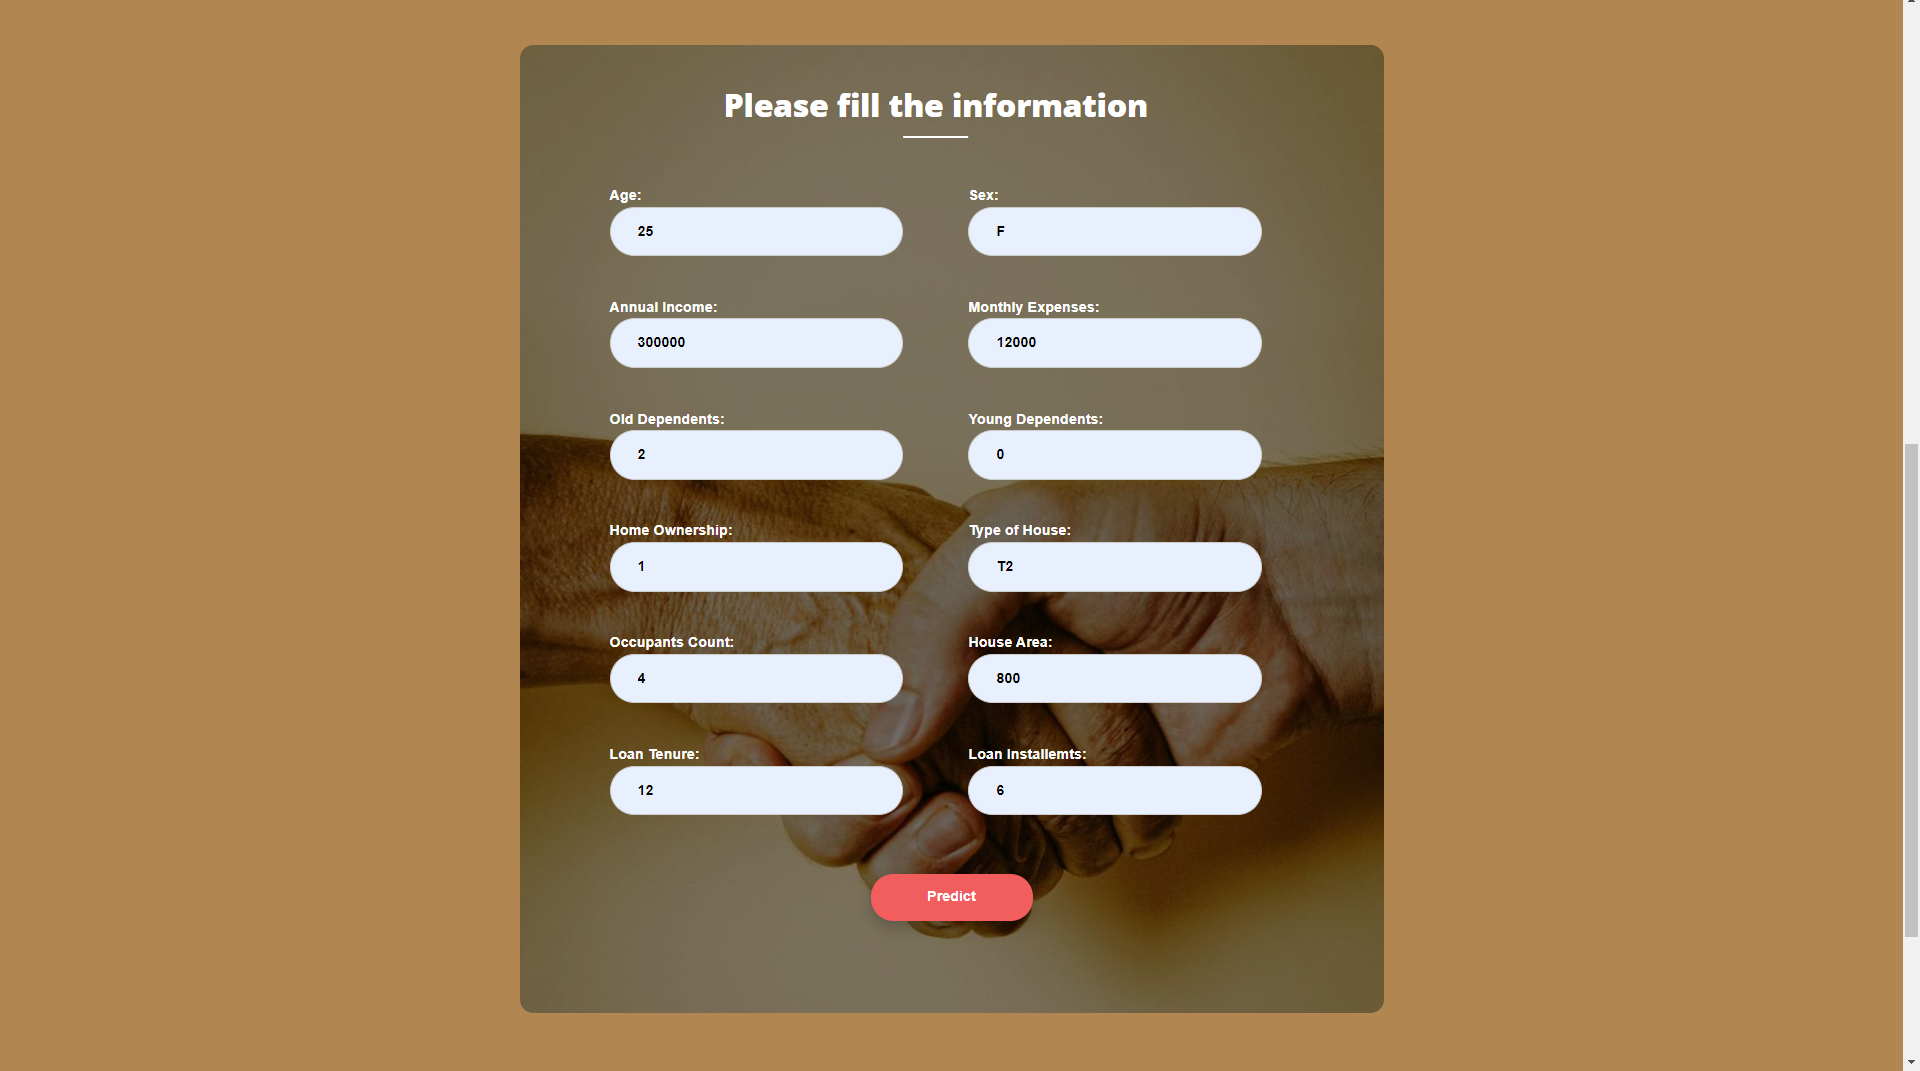 Please fill the information
Age:
Sex:
25
F
Annual Income:
Monthly Expenses:
300000
12000
Old Dependents:
Young Dependents:
2
0
Home Ownership:
Type of House:
1
T2
Occupants Count:
House Area:
4
800
Loan Tenure:
Loan Installemts:
12
6
Predict